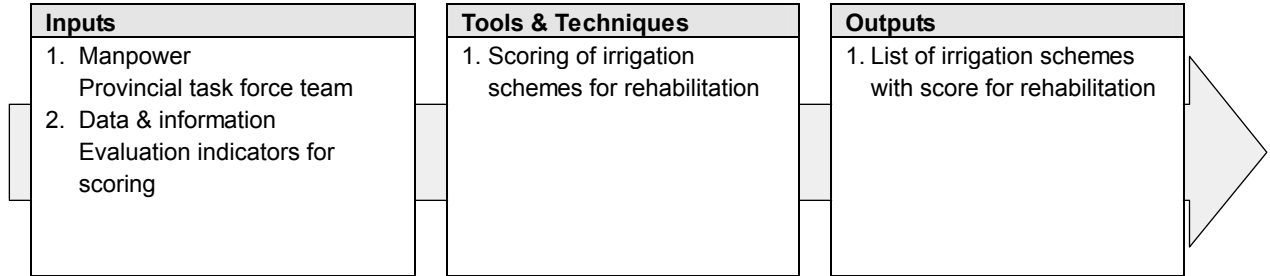 Inputs
1. Manpower
Provincial task force team
2. Data & information
Evaluation indicators for
scoring
Tools & Techniques
1. Scoring of irrigation
schemes for rehabilitation
Outputs
1. List of irrigation schemes
with score for rehabilitation